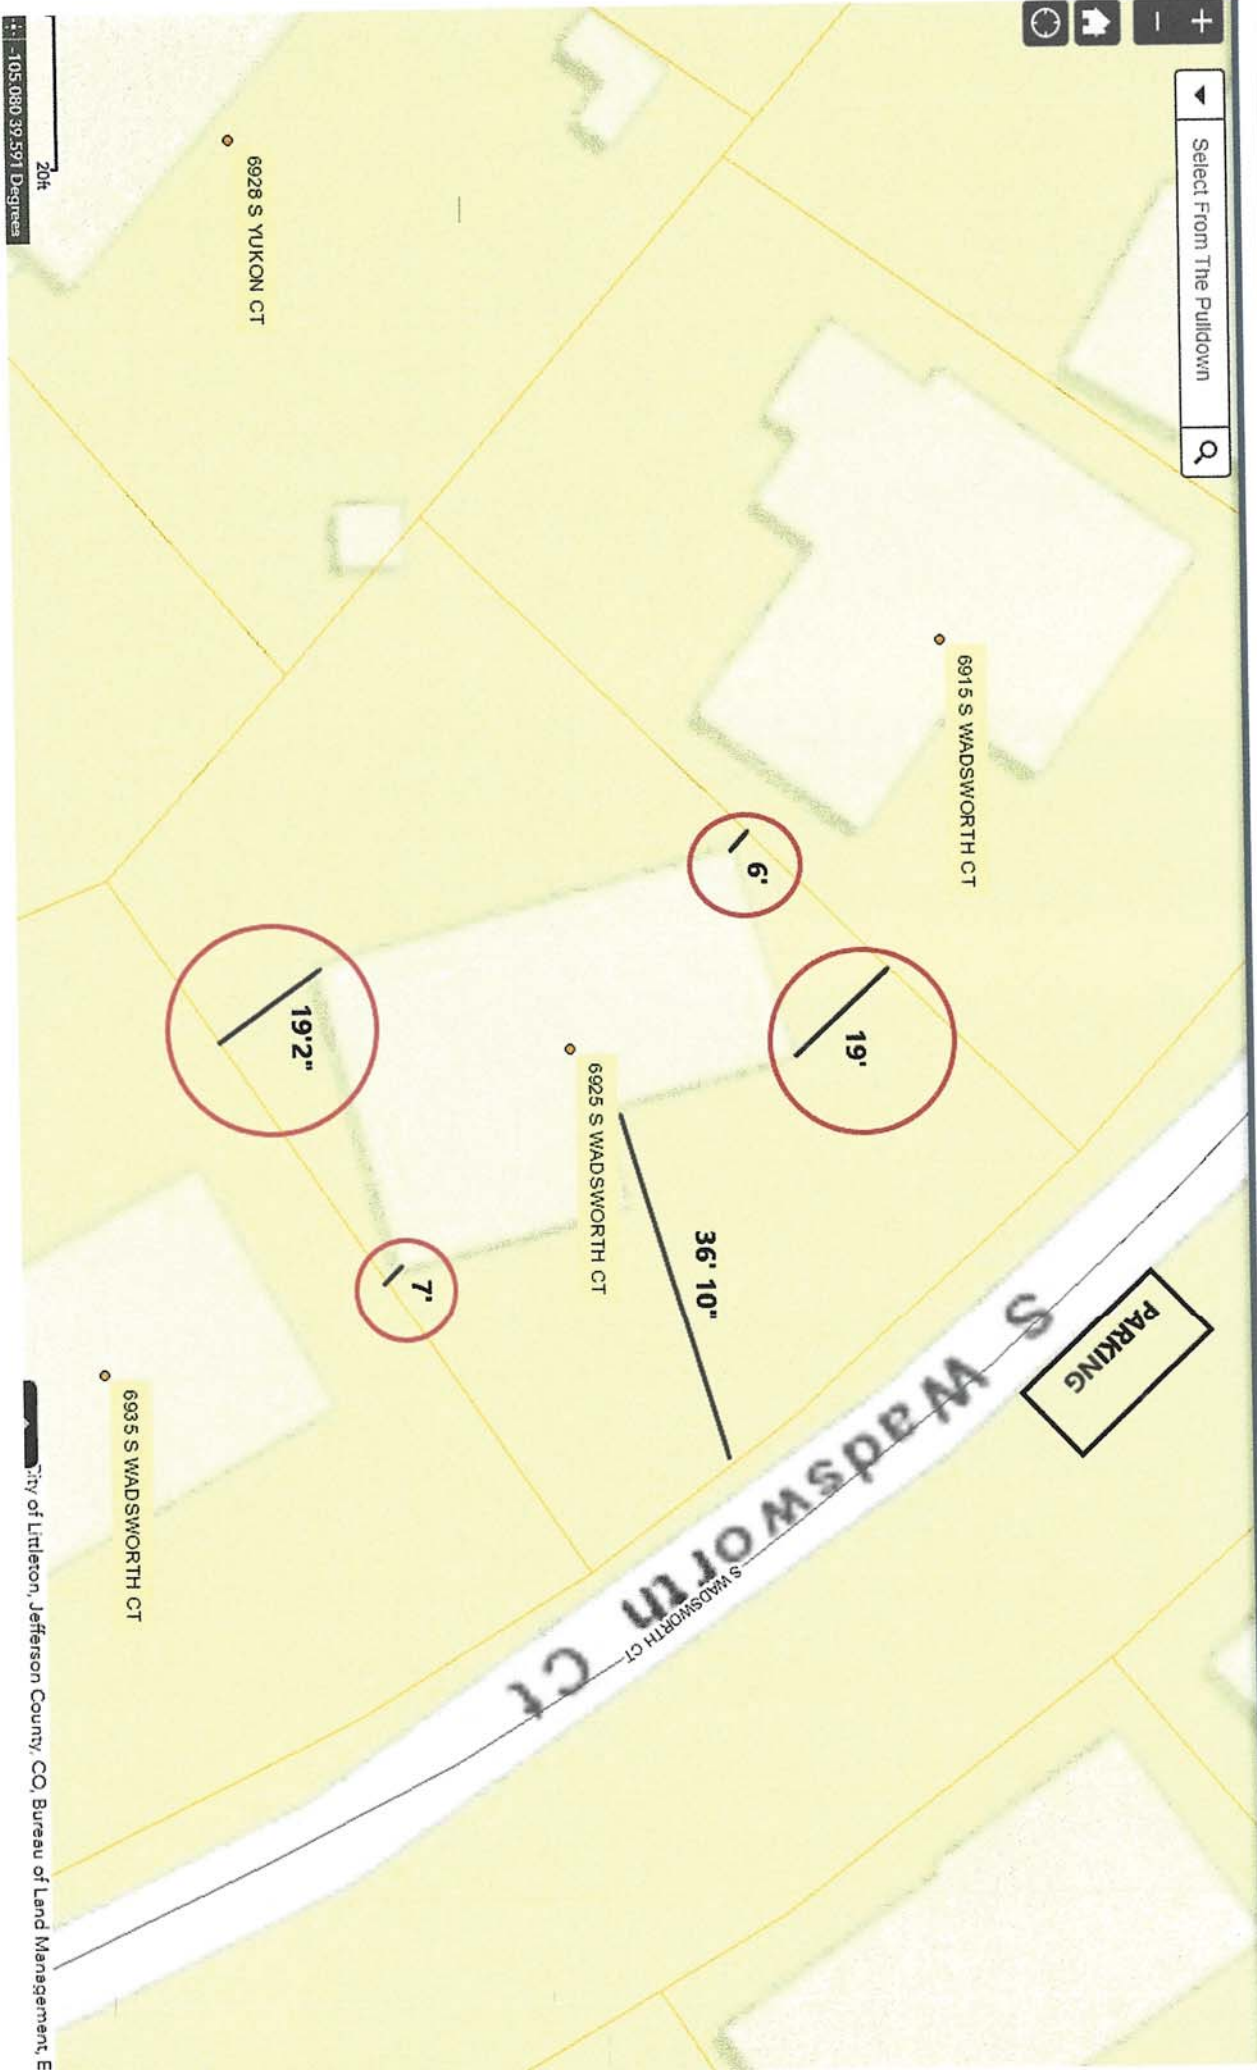 +
−
Select From The Pulldown
6915 S WADSWORTH CT
PARKING
6'
19'
36' 10"
S Wadsworth Ct
S WADSWORTH CT
6925 S WADSWORTH CT
19'2"
7'
6928 S YUKON CT
6935 S WADSWORTH CT
20ft
-105.080 39.591 Degrees
City of Littleton, Jefferson County, CO, Bureau of Land Management, E